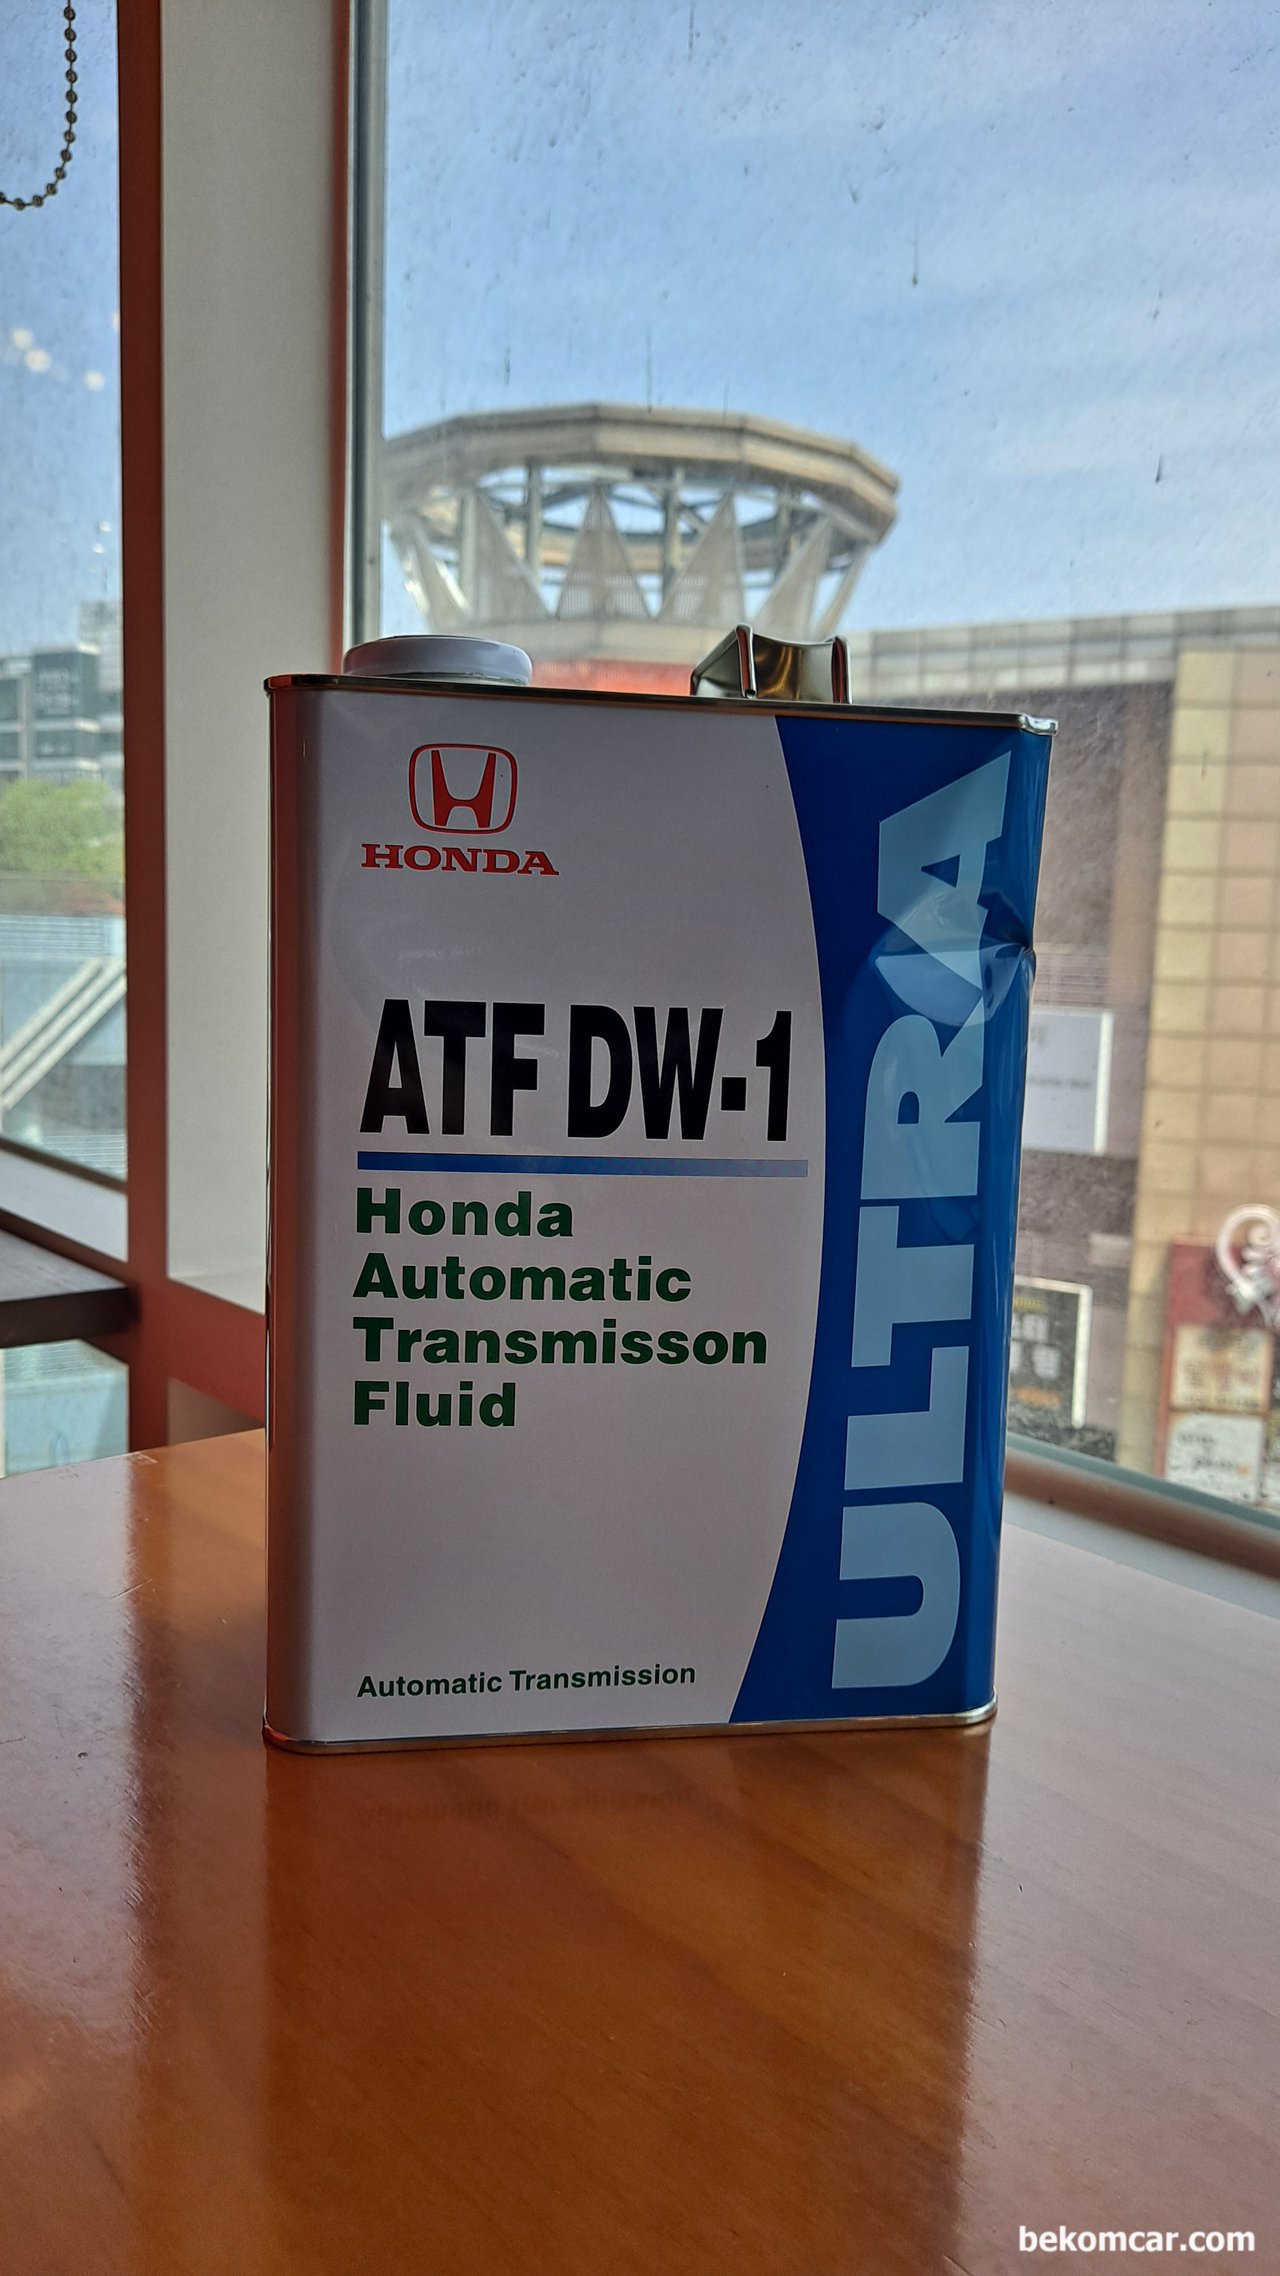 HONDA
ATF DW-1
Honda
Automatic
Transmisson
Fluid
Automatic Transmission
ULTRA
bekomcar.com